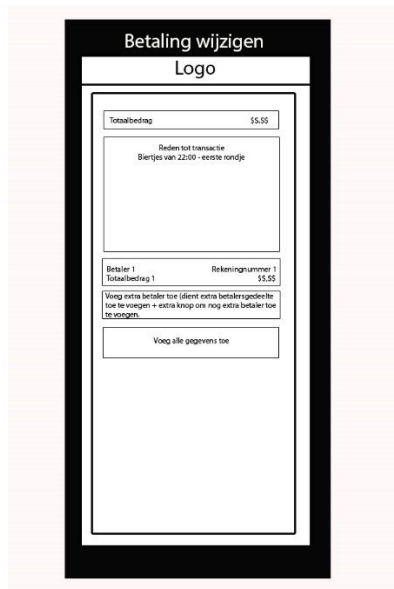 Betaling wijzigen
Logo
Totaalbedrag $$,$$
Reden tot transactie
Biertjes van 22:00 - eerste rondje
Betaler 1 Rekeningnummer 1
Totaalbedrag 1 $$,$$
Voeg extra betaler toe (dient extra betalersgedeelte
toe te voegen + extra knop om nog extra betaler toe
te voegen.
Voeg alle gegevens toe